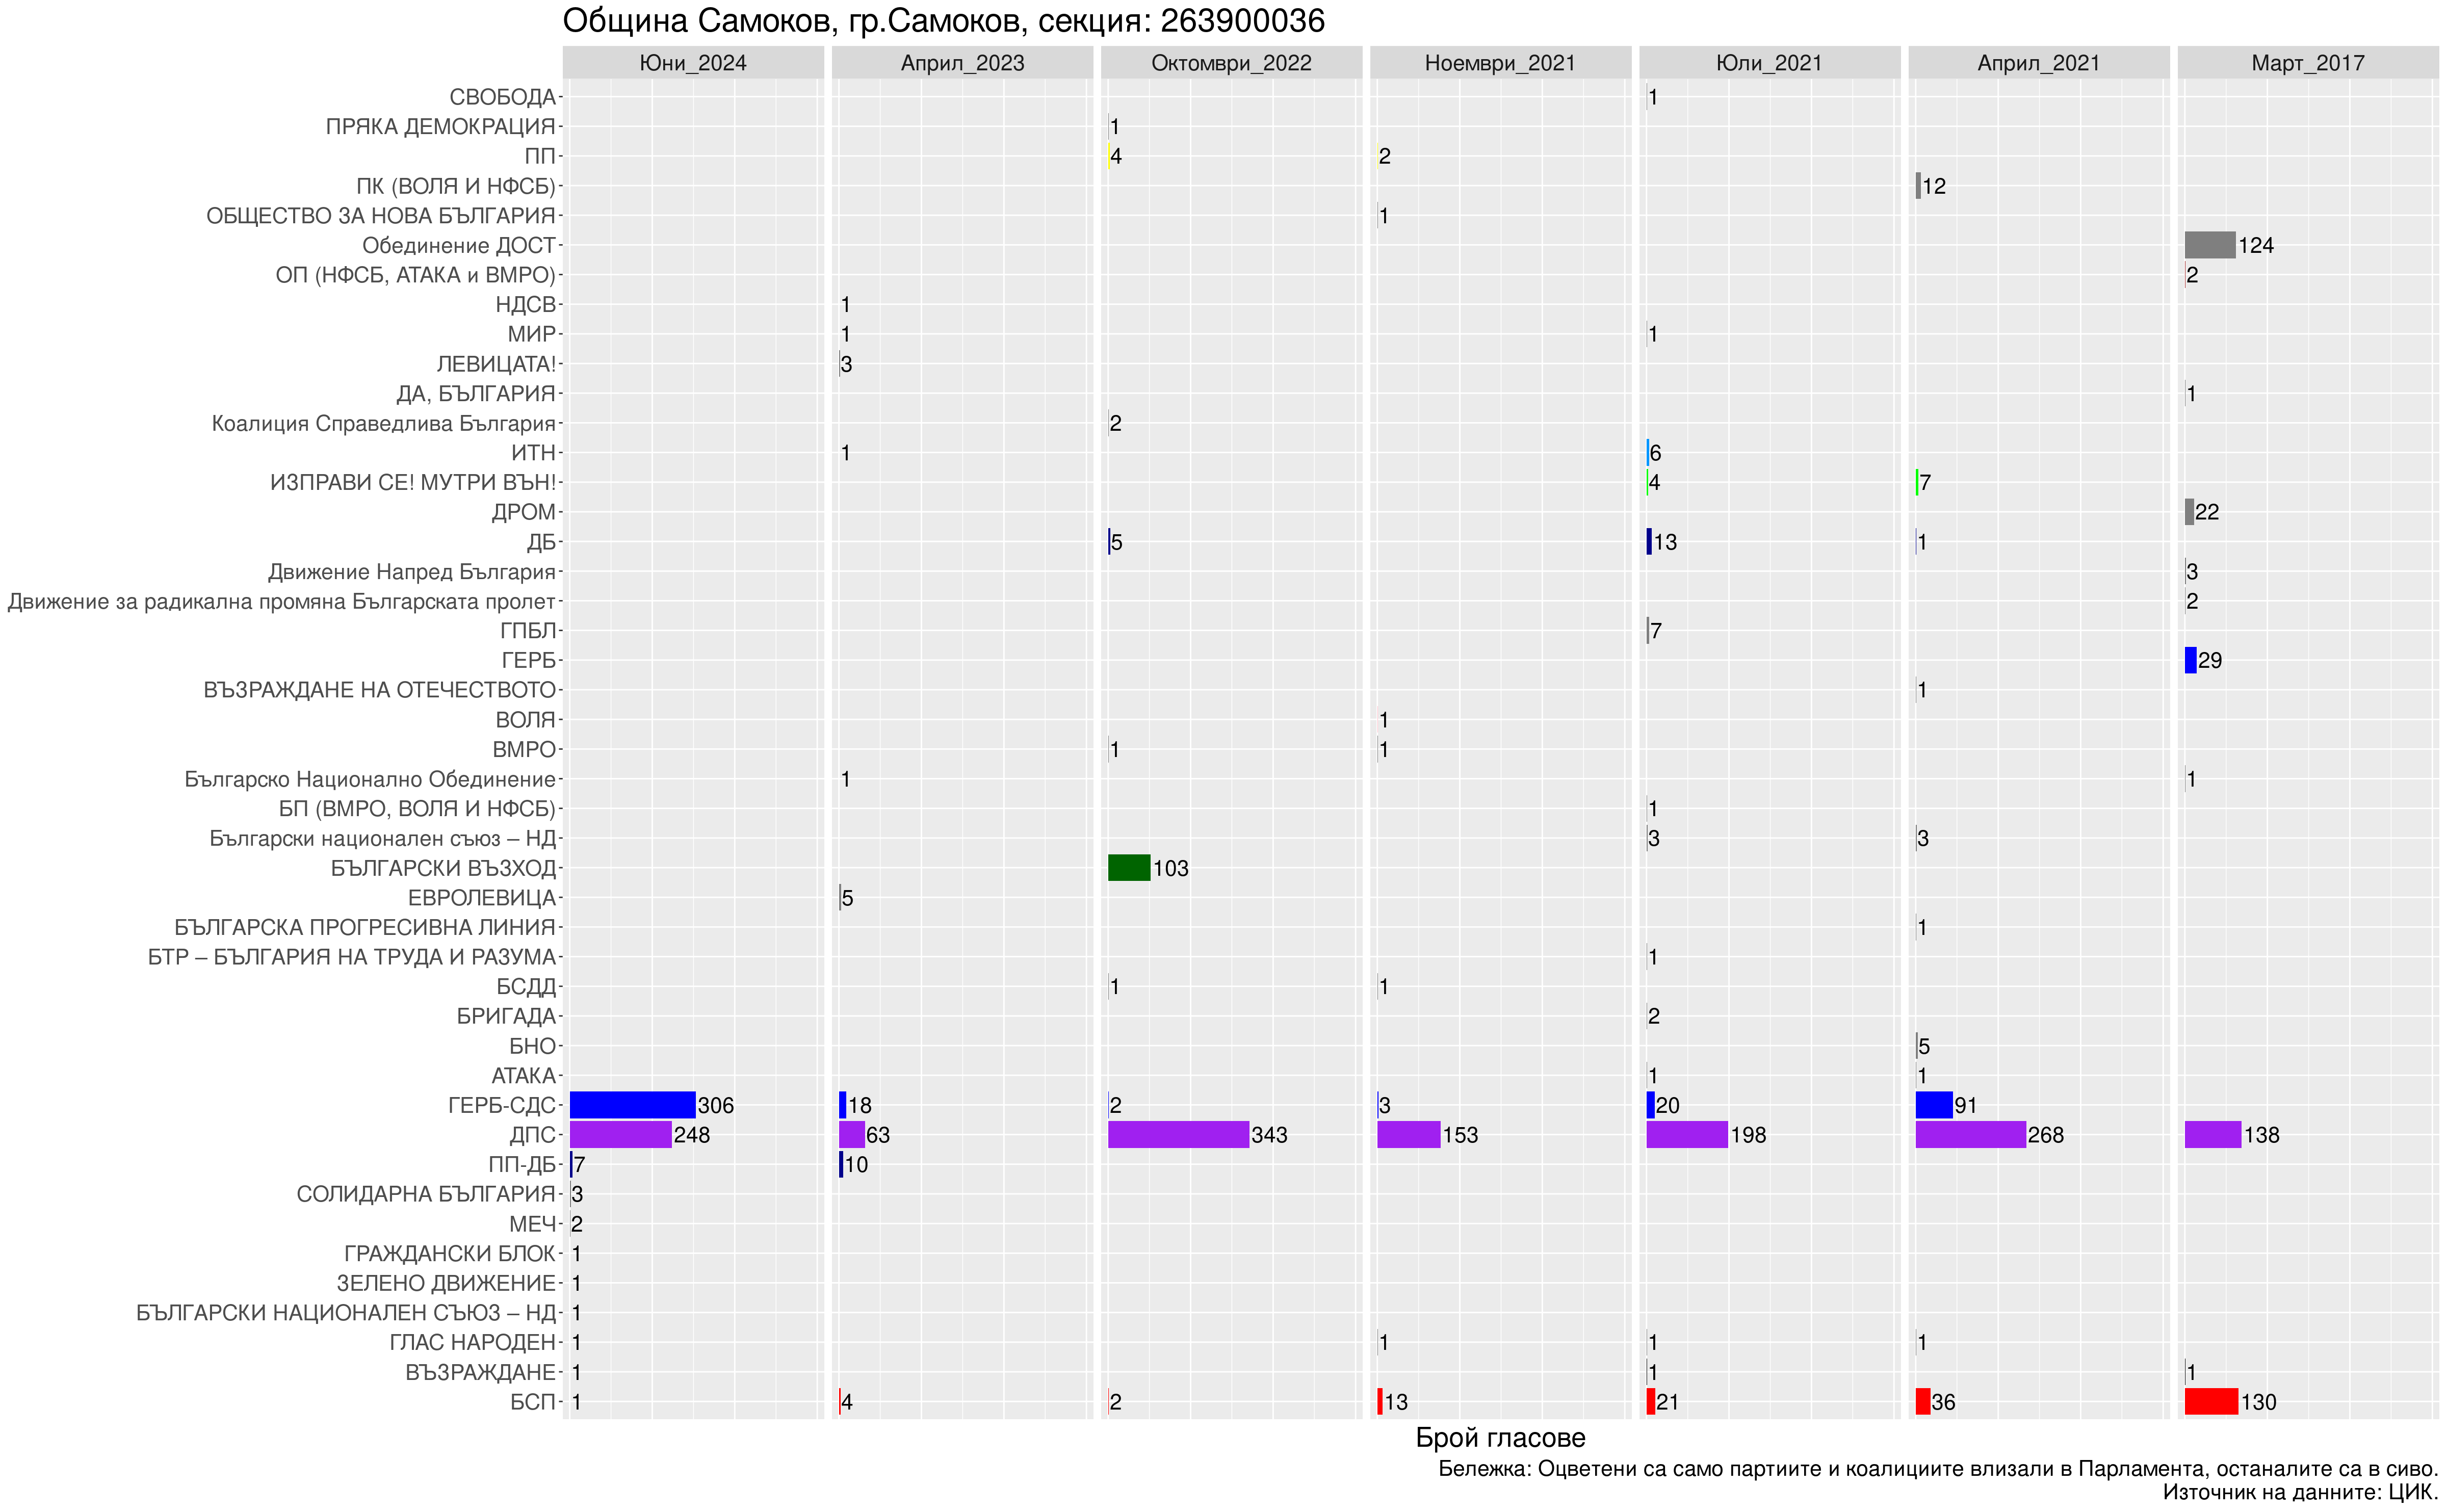 Община Самоков, гр.Самоков, секция: 263900036
Юни_2024 Април_2023 Октомври_2022 Ноември_2021 Юли_2021 Април_2021 Март_2017
СВОБОДА 1
ПРЯКА ДЕМОКРАЦИЯ 1
ПП 4 2
ПК (ВОЛЯ И НФСБ) 12
ОБЩЕСТВО ЗА НОВА БЪЛГАРИЯ 1
Обединение ДОСТ 124
ОП (НФСБ, АТАКА и ВМРО) 2
НДСВ 1
МИР 1 1
ЛЕВИЦАТА! 3
ДА, БЪЛГАРИЯ 1
Коалиция Справедлива България 2
ИТН 1 6
ИЗПРАВИ СЕ! МУТРИ ВЪН! 4 7
ДРОМ 22
ДБ 5 13 1
Движение Напред България 3
Движение за радикална промяна Българската пролет 2
ГПБЛ 7
ГЕРБ 29
ВЪЗРАЖДАНЕ НА ОТЕЧЕСТВОТО 1
ВОЛЯ 1
ВМРО 1 1
Българско Национално Обединение 1 1
БП (ВМРО, ВОЛЯ И НФСБ) 1
Български национален съюз – НД 3 3
БЪЛГАРСКИ ВЪЗХОД 103
ЕВРОЛЕВИЦА 5
БЪЛГАРСКА ПРОГРЕСИВНА ЛИНИЯ 1
БТР – БЪЛГАРИЯ НА ТРУДА И РАЗУМА 1
БСДД 1 1
БРИГАДА 2
БНО 5
АТАКА 1 1
ГЕРБ-СДС 306 18 2 3 20 91
ДПС 248 63 343 153 198 268 138
ПП-ДБ 7 10
СОЛИДАРНА БЪЛГАРИЯ 3
МЕЧ 2
ГРАЖДАНСКИ БЛОК 1
ЗЕЛЕНО ДВИЖЕНИЕ 1
БЪЛГАРСКИ НАЦИОНАЛЕН СЪЮЗ – НД 1
ГЛАС НАРОДЕН 1 1 1 1
ВЪЗРАЖДАНЕ 1 1 1
БСП 1 4 2 13 21 36 130
Брой гласове
Бележка: Оцветени са само партиите и коалициите влизали в Парламента, останалите са в сиво.
Източник на данните: ЦИК.